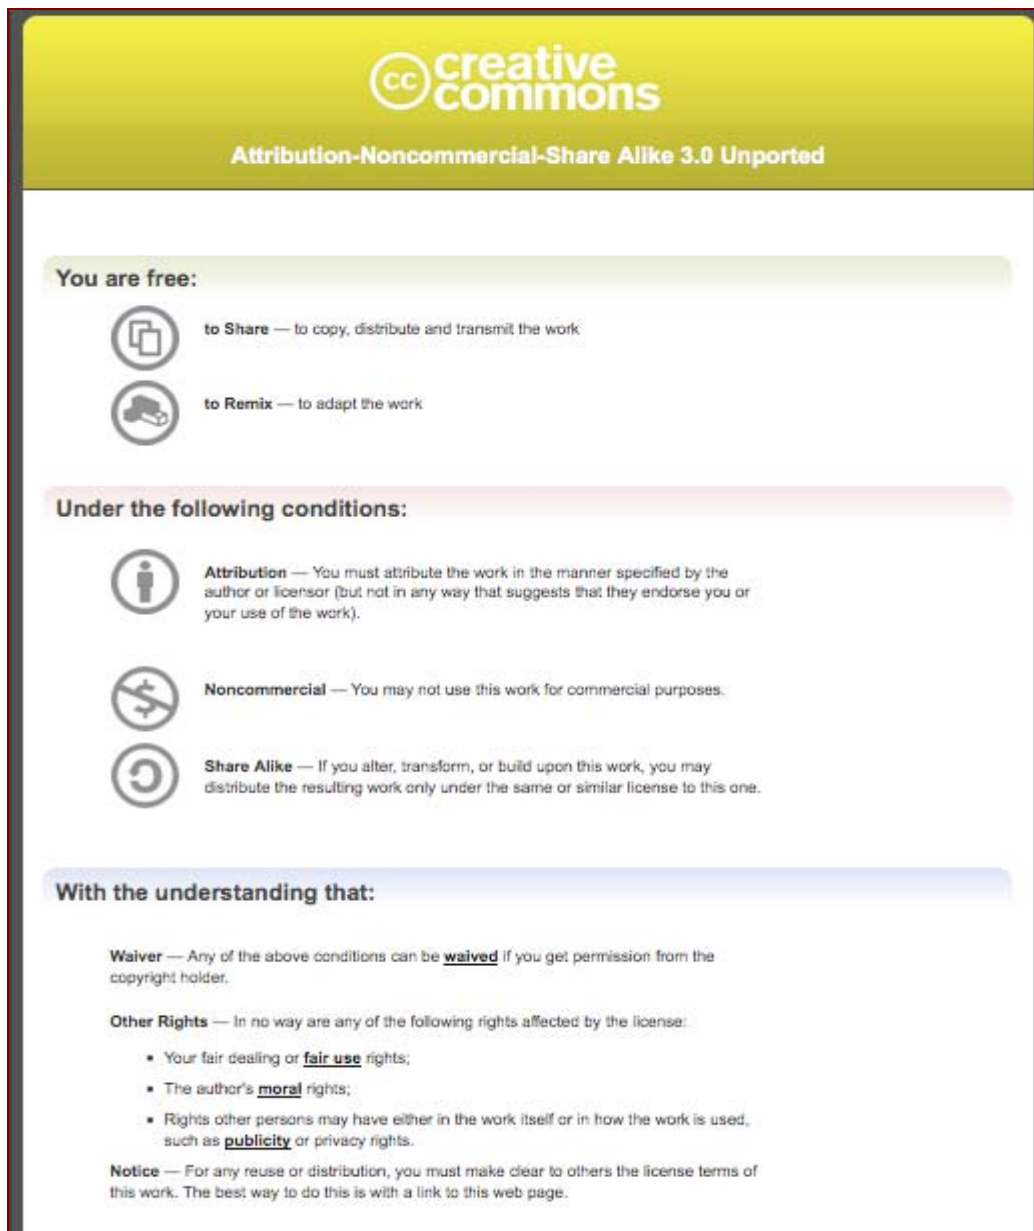 cc creative
commons
Attribution-Noncommercial-Share Alike 3.0 Unported
You are free:
to Share — to copy, distribute and transmit the work
to Remix — to adapt the work
Under the following conditions:
Attribution — You must attribute the work in the manner specified by the
author or licensor (but not in any way that suggests that they endorse you or
your use of the work).
Noncommercial — You may not use this work for commercial purposes.
Share Alike — If you alter, transform, or build upon this work, you may
distribute the resulting work only under the same or similar license to this one.
With the understanding that:
Waiver — Any of the above conditions can be waived if you get permission from the
copyright holder.
Other Rights — In no way are any of the following rights affected by the license:
• Your fair dealing or fair use rights;
• The author's moral rights;
• Rights other persons may have either in the work itself or in how the work is used,
such as publicity or privacy rights.
Notice — For any reuse or distribution, you must make clear to others the license terms of
this work. The best way to do this is with a link to this web page.